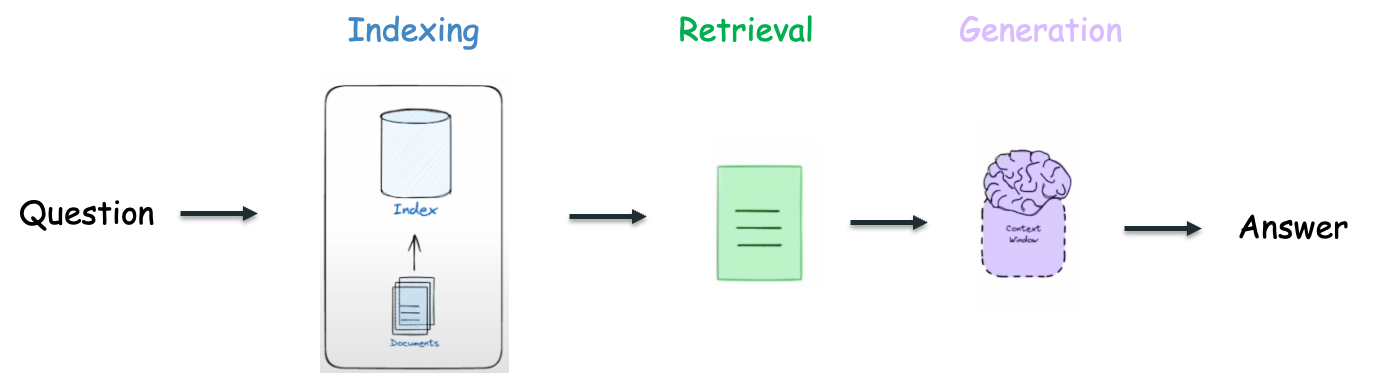 Indexing
Retrieval
Generation
Question
Index
Documents
Context
Window
Answer